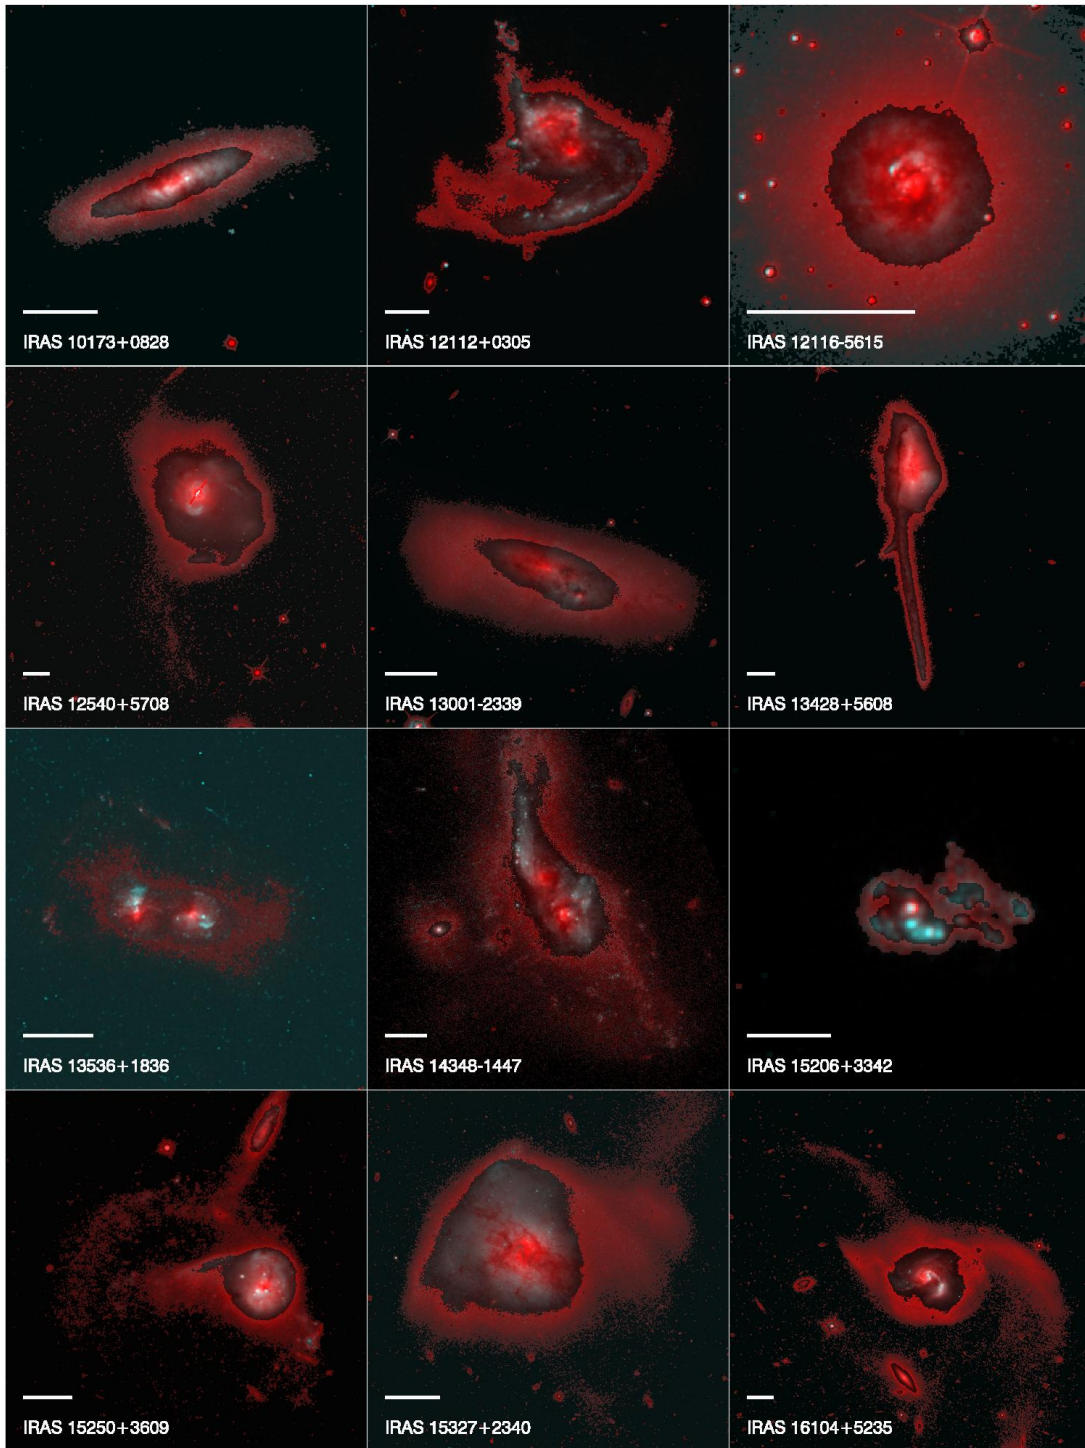 IRAS 10173+0828
IRAS 12112+0305
IRAS 12116-5615
IRAS 12540+5708
IRAS 13001-2339
IRAS 13428+5608
IRAS 13536+1836
IRAS 14348-1447
IRAS 15206+3342
IRAS 15250+3609
IRAS 15327+2340
IRAS 16104+5235